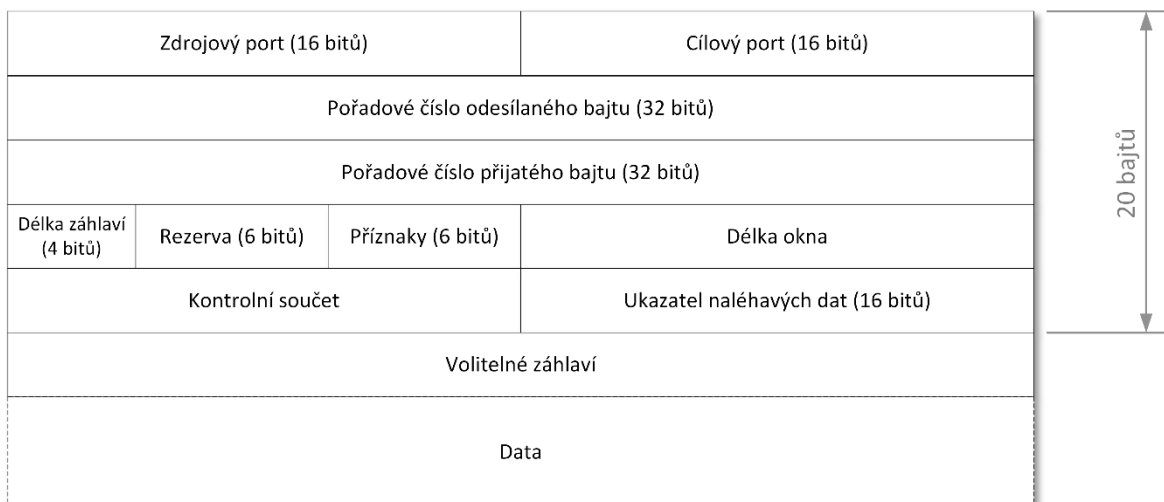 Zdrojový port (16 bitů)
Cílový port (16 bitů)
Pořadové číslo odesílaného bajtu (32 bitů)
Pořadové číslo přijatého bajtu (32 bitů)
Délka záhlaví
(4 bitů)
Rezerva (6 bitů)
Příznaky (6 bitů)
Délka okna
Kontrolní součet
Ukazatel naléhavých dat (16 bitů)
Volitelné záhlaví
Data
20 bajtů